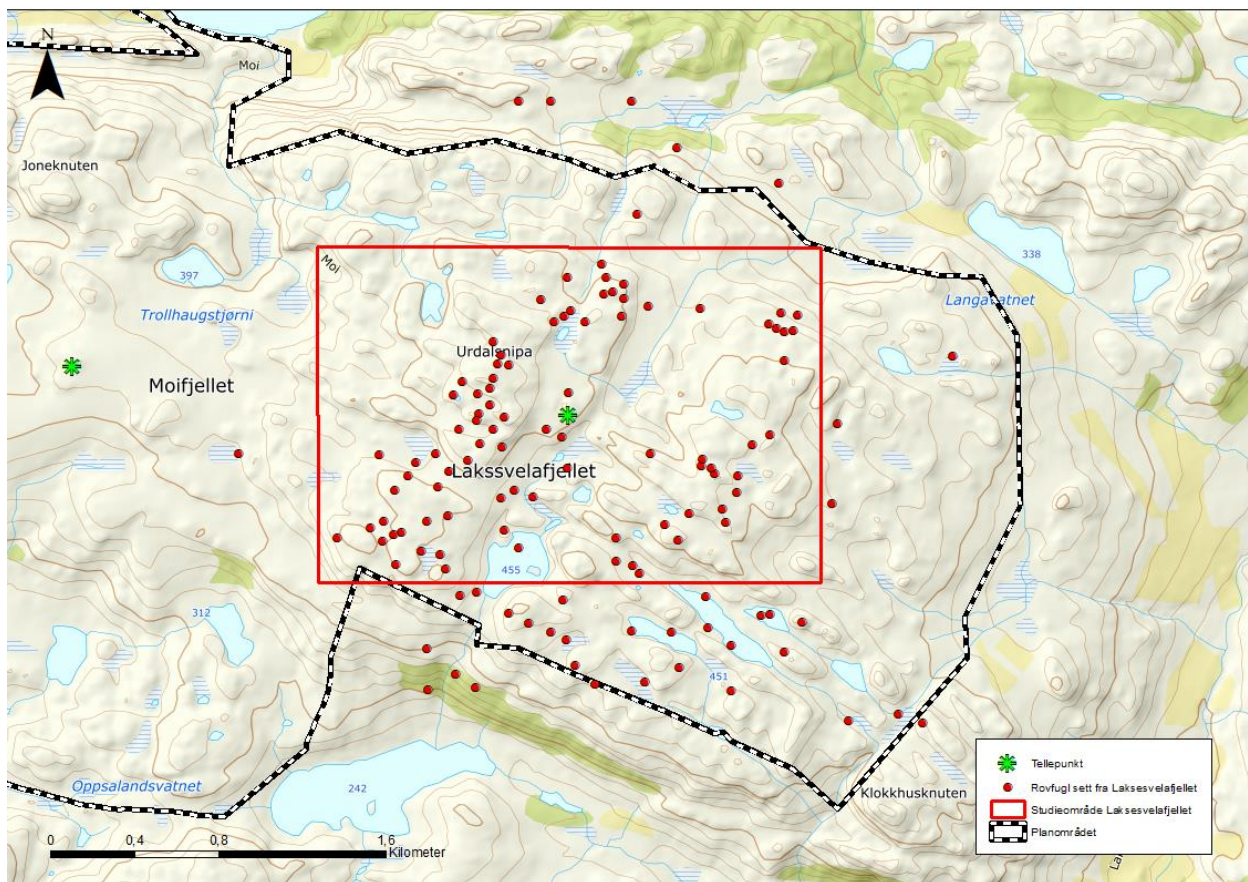 N
Moi
Joneknuten
397
Trollhaugstjørni
Moi
338
Langavatnet
Urdalsnipa
Moifjellet
Lakssvelafjellet
455
312
451
Oppsalandsvatnet
242
Klokkhusknuten
0 0,4 0,8 1,6
Kilometer
Tellepunkt
Rovfugl sett fra Laksesvelafjellet
Studieområde Laksesvelafjellet
Planområdet